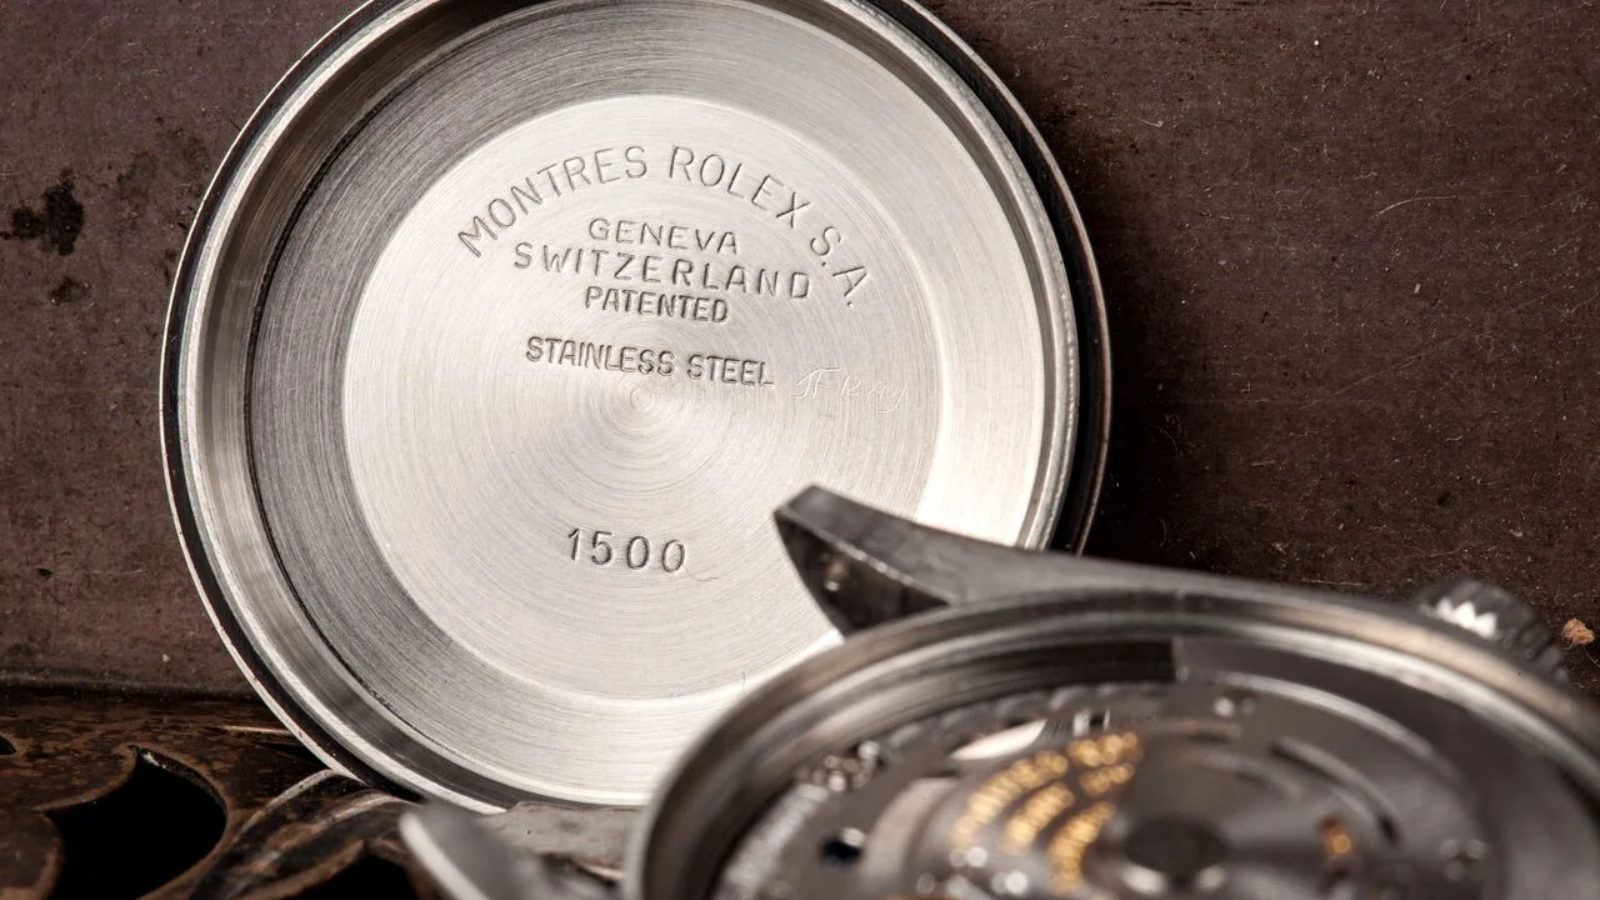 MONTRES ROLEX S.A.
GENEVA
SWITZERLAND
PATENTED
STAINLESS STEEL
1500